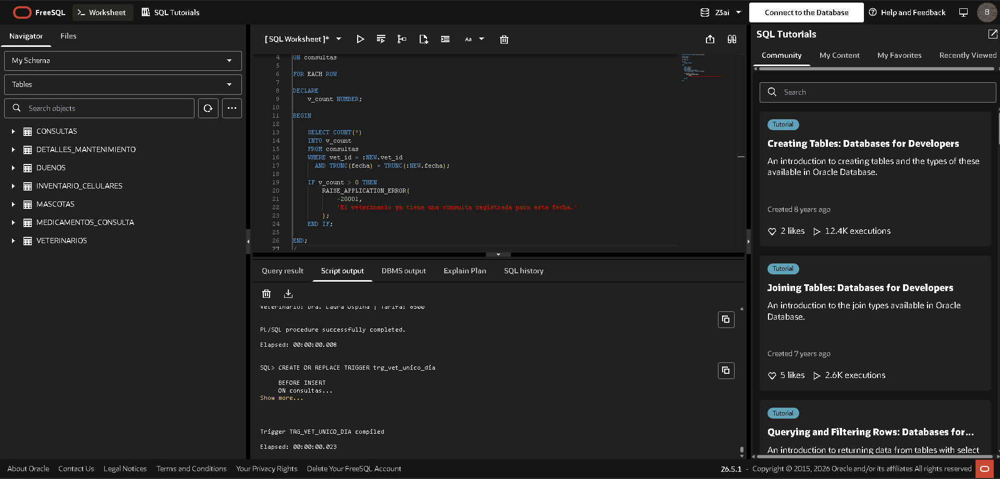 FreeSQL
Worksheet
SQL Tutorials
23ai
Connect to the Database
Help and Feedback
B
Navigator
Files
My Schema
Tables
Search objects
CONSULTAS
DETALLES_MANTENIMIENTO
DUENOS
INVENTARIO_CELULARES
MASCOTAS
MEDICAMENTOS_CONSULTA
VETERINARIOS
[ SQL Worksheet ]*
Aa
4 ON consultas
5
6 FOR EACH ROW
7
8 DECLARE
9 v_count NUMBER;
10
11 BEGIN
12
13 SELECT COUNT(*)
14 INTO v_count
15 FROM consultas
16 WHERE vet_id = :NEW.vet_id
17 AND TRUNC(fecha) = TRUNC(:NEW.fecha);
18
19 IF v_count > 0 THEN
20 RAISE_APPLICATION_ERROR(
21 -20001,
22 'El veterinario ya tiene una consulta registrada para esta fecha.'
23 );
24 END IF;
25
26 END;
27 /
Query result
Script output
DBMS output
Explain Plan
SQL history
Veterinario: Dra. Laura Ospina | Tarifa: 8500
PL/SQL procedure successfully completed.
Elapsed: 00:00:00.008
SQL> CREATE OR REPLACE TRIGGER trg_vet_unico_dia
BEFORE INSERT
ON consultas...
Show more...
Trigger TRG_VET_UNICO_DIA compiled
Elapsed: 00:00:00.023
SQL Tutorials
Community
My Content
My Favorites
Recently Viewed
Search
Tutorial
Creating Tables: Databases for Developers
An introduction to creating tables and the types of these
available in Oracle Database.
Created 8 years ago
2 likes
12.4K executions
Tutorial
Joining Tables: Databases for Developers
An introduction to the join types available in Oracle
Database.
Created 7 years ago
5 likes
2.6K executions
Tutorial
Querying and Filtering Rows: Databases for...
An introduction to returning data from tables with select
About Oracle
Contact Us
Legal Notices
Terms and Conditions
Your Privacy Rights
Delete Your FreeSQL Account
26.5.1 - Copyright © 2015, 2026 Oracle and/or its affiliates All rights reserved